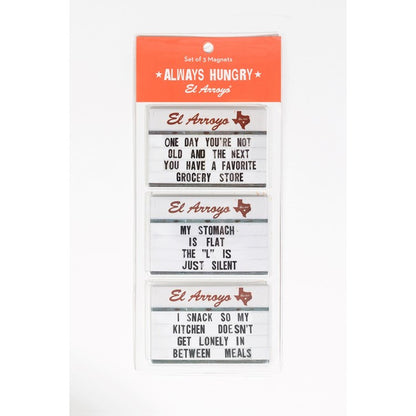 Set of 3 Magnets
★ALWAYS HUNGRY★
El Arroyo
El Arroyo
ONE DAY YOU'RE NOT
OLD AND THE NEXT
YOU HAVE A FAVORITE
GROCERY STORE
El Arroyo
MY STOMACH
IS FLAT
THE "L" IS
JUST SILENT
El Arroyo
I SNACK SO MY
KITCHEN DOESN'T
GET LONELY IN
BETWEEN MEALS